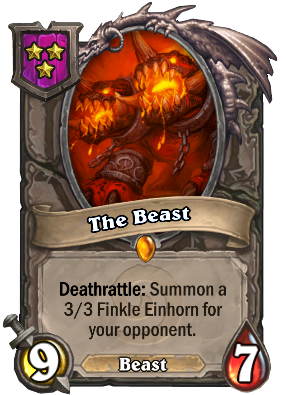 The Beast
Deathrattle: Summon a
3/3 Finkle Einhorn for
your opponent.
Beast
9
7